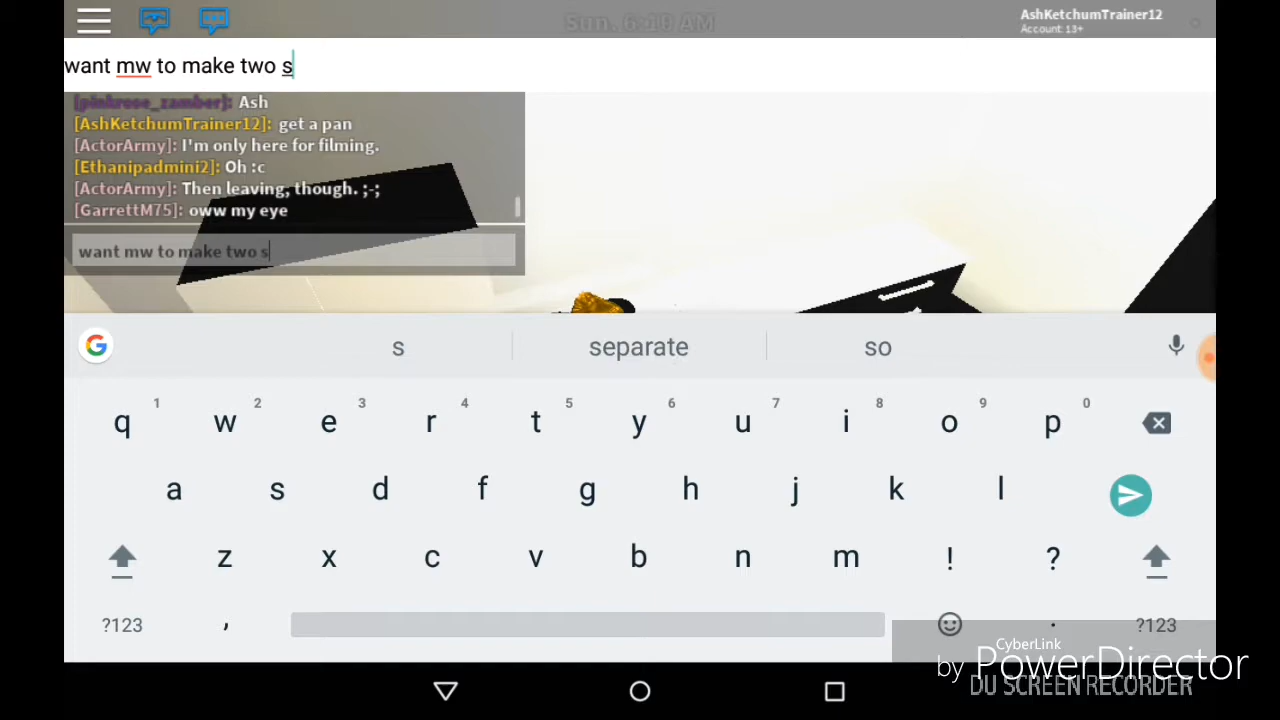 Sun. 6:10 AM
AshKetchumTrainer12
Account: 13+
want mw to make two s
[pinkrose_zamber]: Ash
[AshKetchumTrainer12]: get a pan
[ActorArmy]: I'm only here for filming.
[Ethanipadmini2]: Oh :c
[ActorArmy]: Then leaving, though. ;-;
[GarrettM75]: oww my eye
want mw to make two s
G s separate so
1 2 3 4 5 6 7 8 9 0
q w e r t y u i o p
a s d f g h j k l
z x c v b n m ! ?
?123 , . ?123
CyberLink
by PowerDirector
DU SCREEN RECORDER